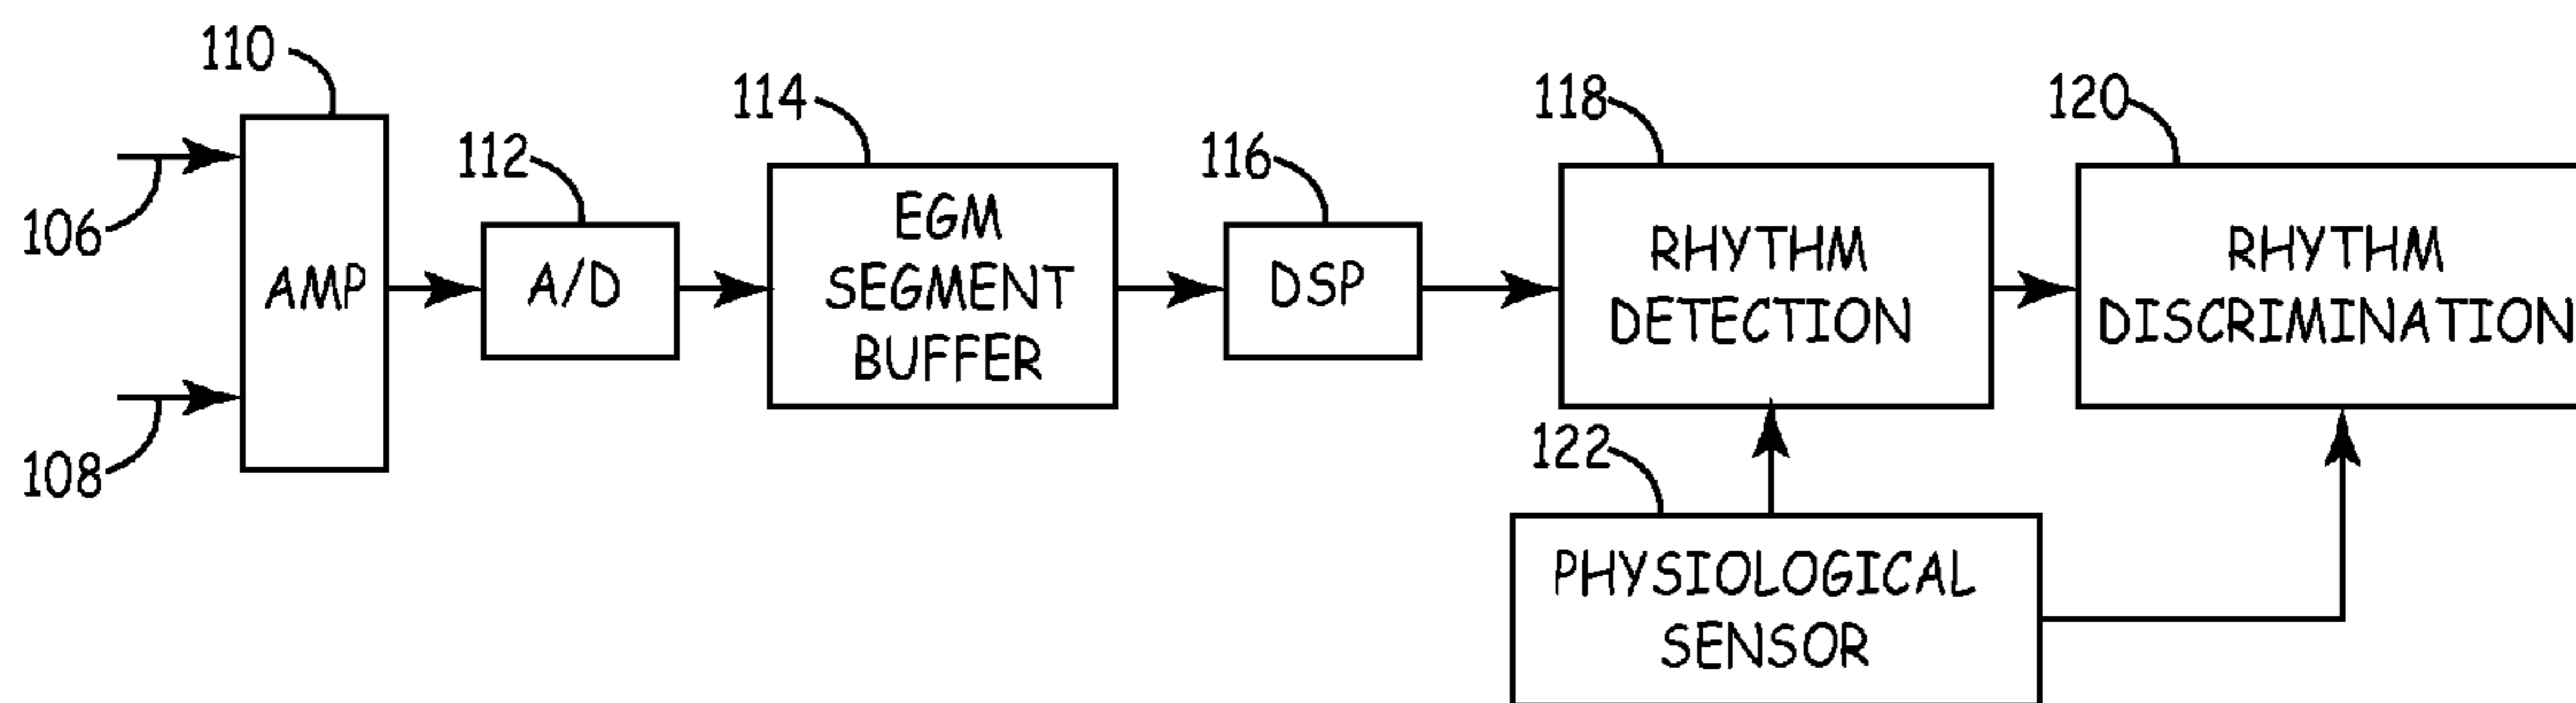 110
114
118
120
112
116
106
AMP
A/D
EGM
SEGMENT
BUFFER
DSP
RHYTHM
DETECTION
RHYTHM
DISCRIMINATION
108
122
PHYSIOLOGICAL
SENSOR